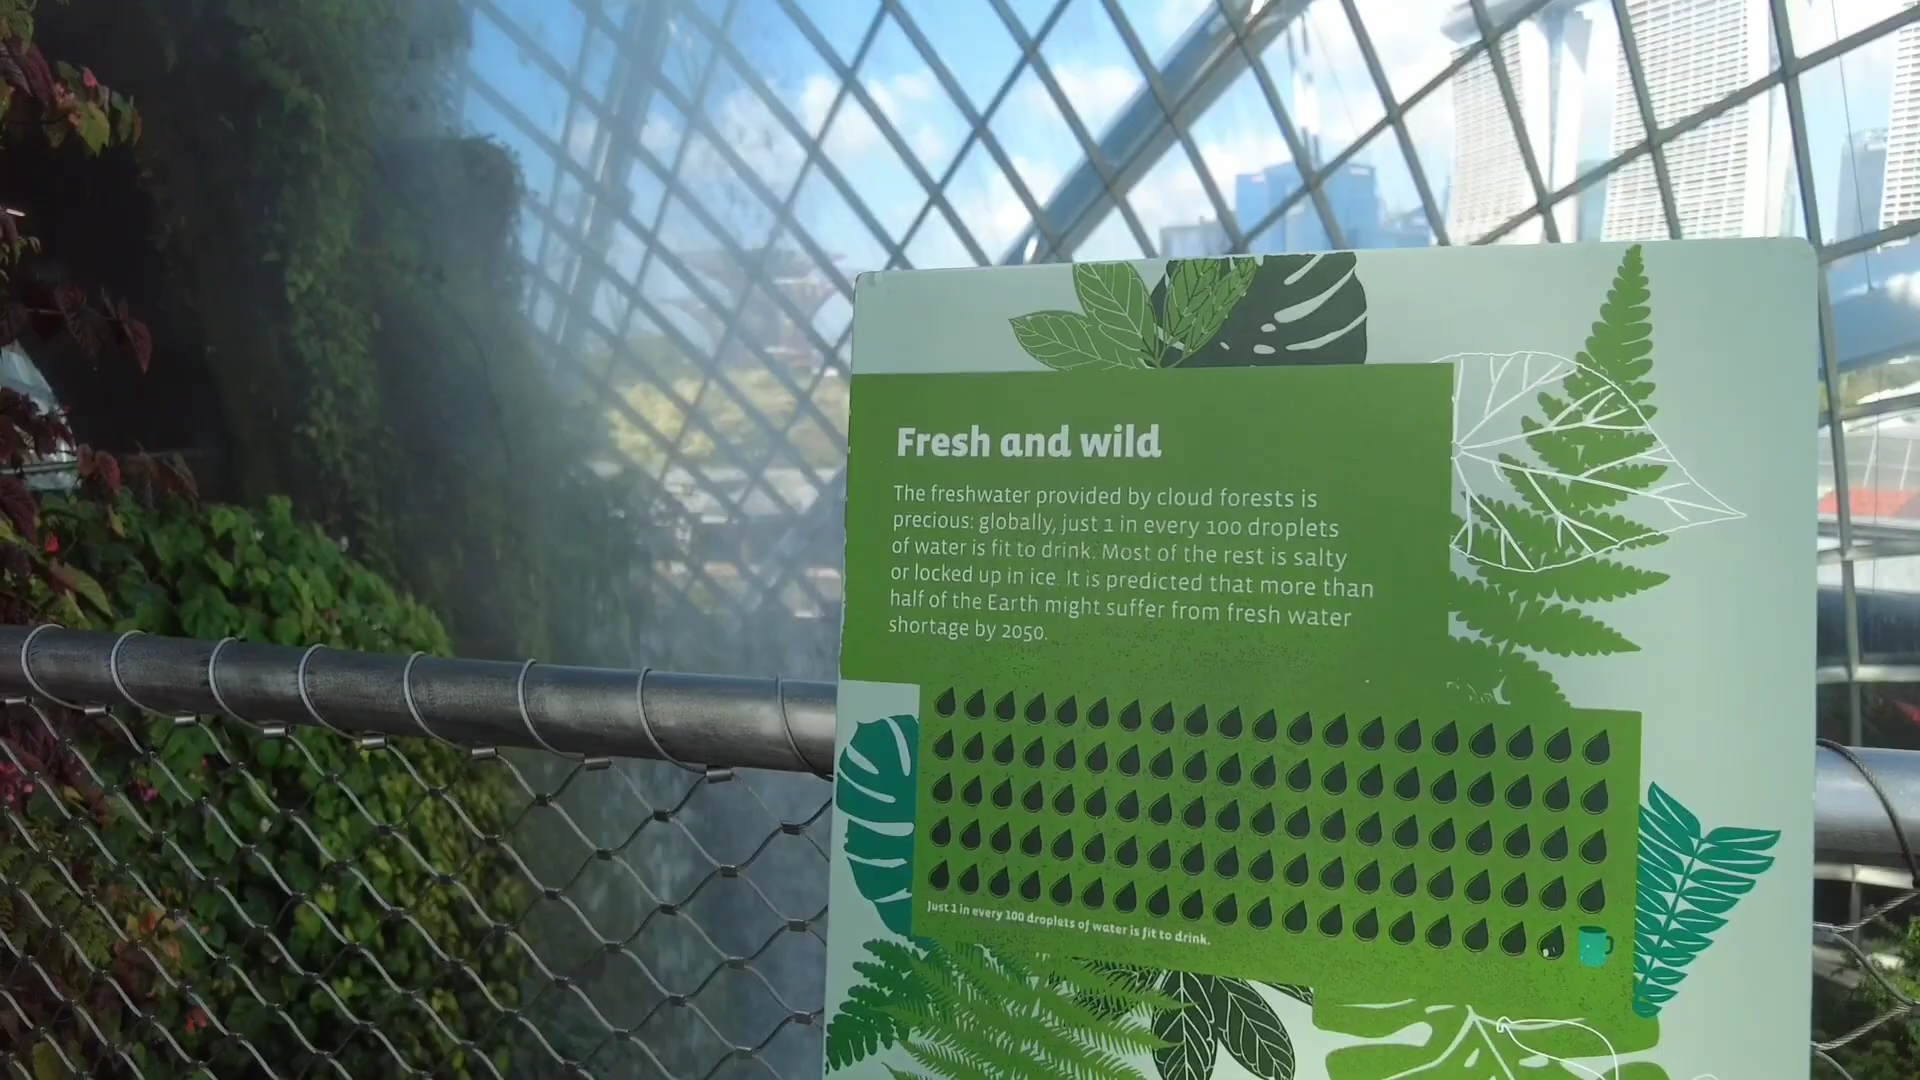 Fresh and wild
The freshwater provided by cloud forests is
precious: globally, just 1 in every 100 droplets
of water is fit to drink. Most of the rest is salty
or locked up in ice. It is predicted that more than
half of the Earth might suffer from fresh water
shortage by 2050.
Just 1 in every 100 droplets of water is fit to drink.